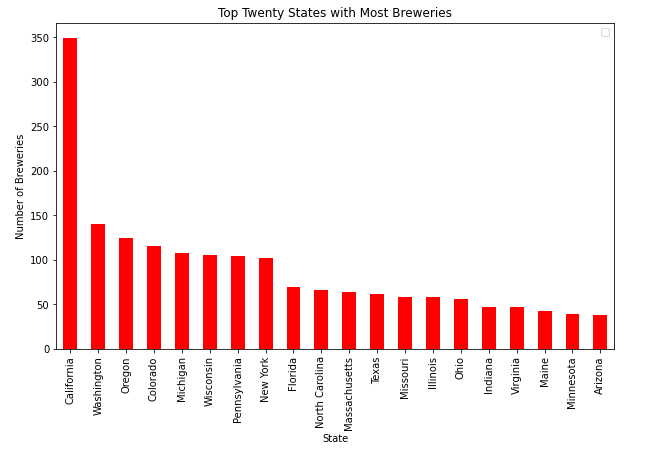 Top Twenty States with Most Breweries
Number of Breweries
350
300
250
200
150
100
50
0
California
Washington
Oregon
Colorado
Michigan
Wisconsin
Pennsylvania
New York
Florida
North Carolina
Massachusetts
Texas
Missouri
Illinois
Ohio
Indiana
Virginia
Maine
Minnesota
Arizona
State